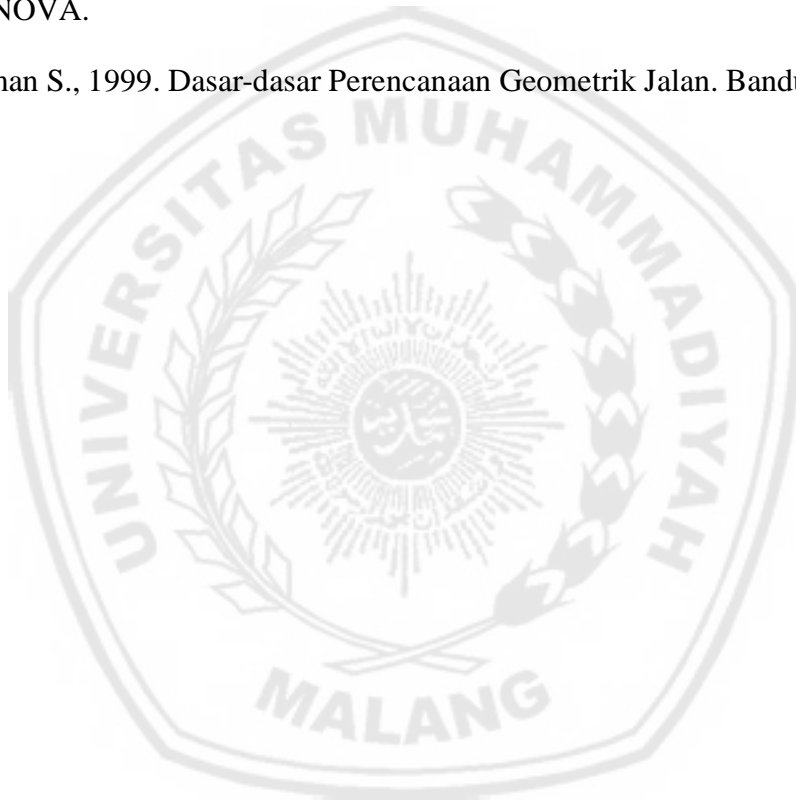 NOVA.
nan S., 1999. Dasar-dasar Perencanaan Geometrik Jalan. Bandu
UNIVERSITAS MUHAMMADIYAH
MALANG